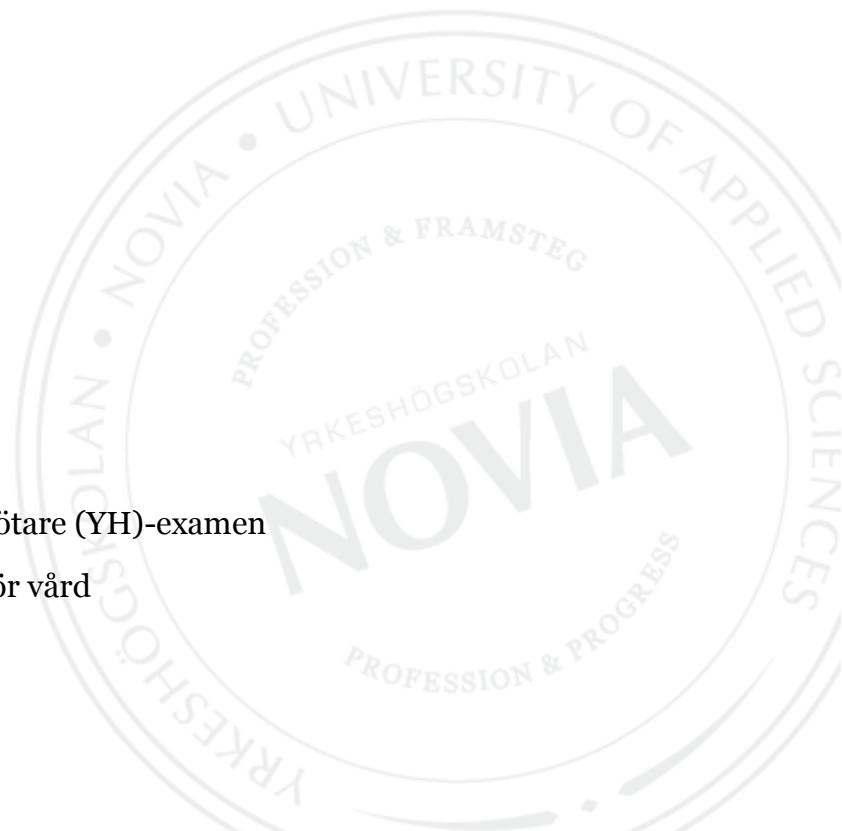 YRKESHÖGSKOLAN • NOVIA • UNIVERSITY OF APPLIED SCIENCES
PROFESSION & FRAMSTEG
YRKESHÖGSKOLAN
NOVIA
ötare (YH)-examen
ör vård
PROFESSION & PROGRESS